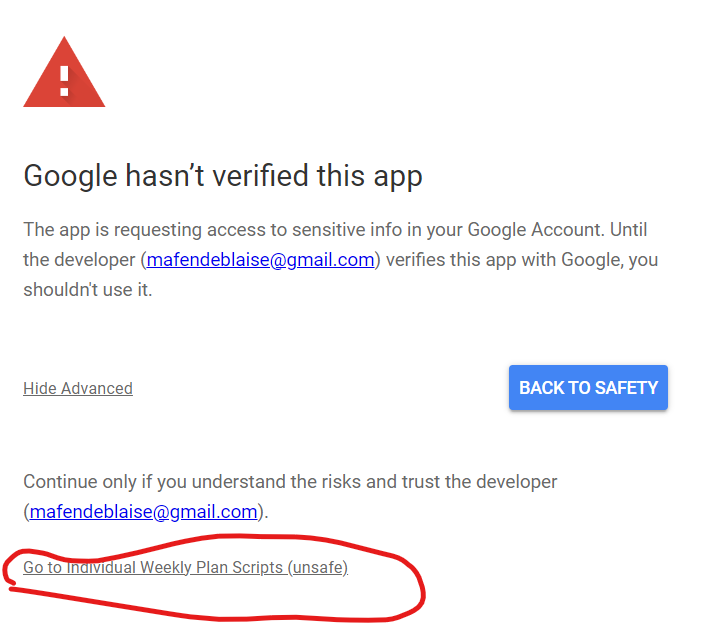 Google hasn’t verified this app
The app is requesting access to sensitive info in your Google Account. Until
the developer (mafendeblaise@gmail.com) verifies this app with Google, you
shouldn't use it.
Hide Advanced
BACK TO SAFETY
Continue only if you understand the risks and trust the developer
(mafendeblaise@gmail.com).
Go to Individual Weekly Plan Scripts (unsafe)